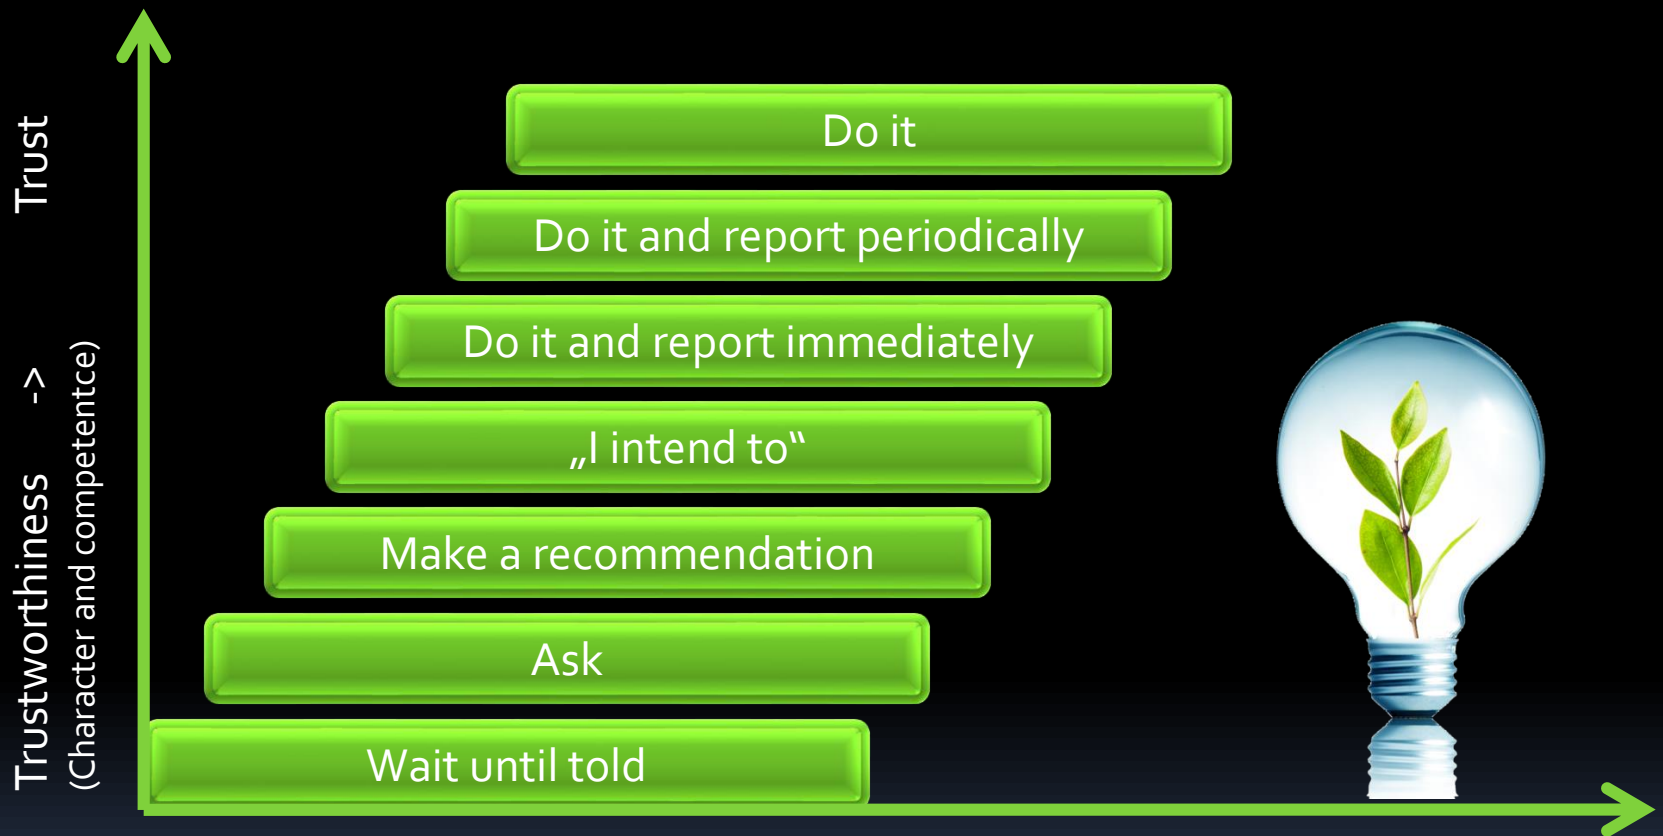 Do it
Do it and report periodically
Do it and report immediately
„I intend to“
Make a recommendation
Ask
Wait until told
Trustworthiness -> Trust
(Character and competentce)